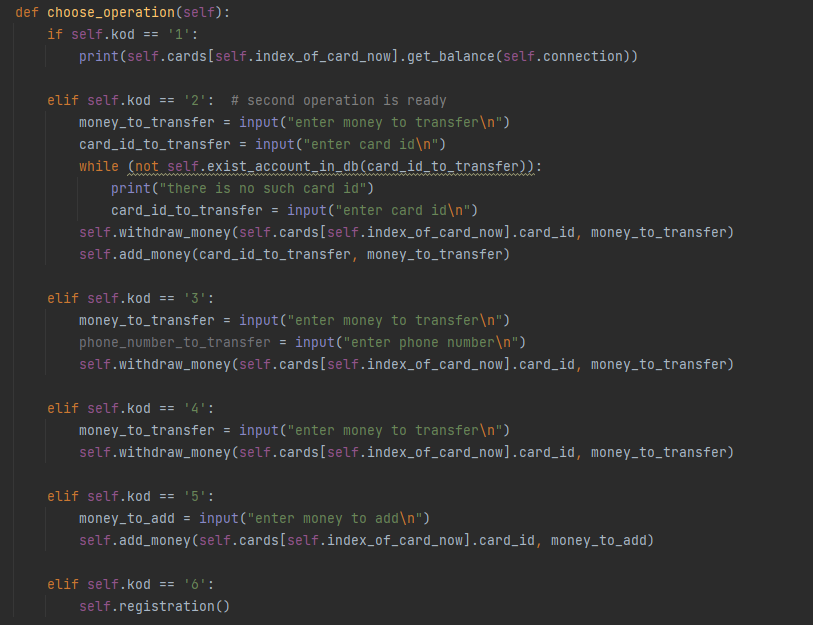 def choose_operation(self):
    if self.kod == '1':
        print(self.cards[self.index_of_card_now].get_balance(self.connection))

    elif self.kod == '2':  # second operation is ready
        money_to_transfer = input("enter money to transfer\n")
        card_id_to_transfer = input("enter card id\n")
        while (not self.exist_account_in_db(card_id_to_transfer)):
            print("there is no such card id")
            card_id_to_transfer = input("enter card id\n")
        self.withdraw_money(self.cards[self.index_of_card_now].card_id, money_to_transfer)
        self.add_money(card_id_to_transfer, money_to_transfer)

    elif self.kod == '3':
        money_to_transfer = input("enter money to transfer\n")
        phone_number_to_transfer = input("enter phone number\n")
        self.withdraw_money(self.cards[self.index_of_card_now].card_id, money_to_transfer)

    elif self.kod == '4':
        money_to_transfer = input("enter money to transfer\n")
        self.withdraw_money(self.cards[self.index_of_card_now].card_id, money_to_transfer)

    elif self.kod == '5':
        money_to_add = input("enter money to add\n")
        self.add_money(self.cards[self.index_of_card_now].card_id, money_to_add)

    elif self.kod == '6':
        self.registration()